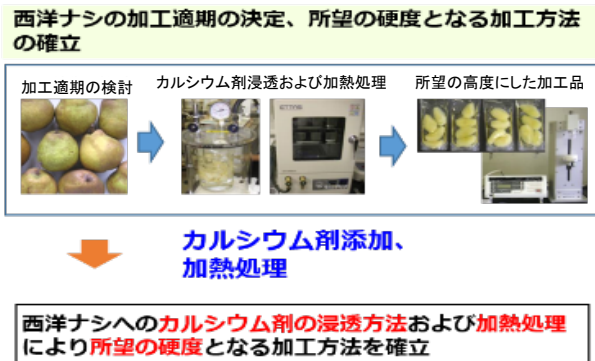 西洋ナシの加工適期の決定、所望の硬度となる加工方法
の確立
加工適期の検討
カルシウム剤浸透および加熱処理
所望の高度にした加工品
カルシウム剤添加、
加熱処理
西洋ナシへのカルシウム剤の浸透方法および加熱処理
により所望の硬度となる加工方法を確立